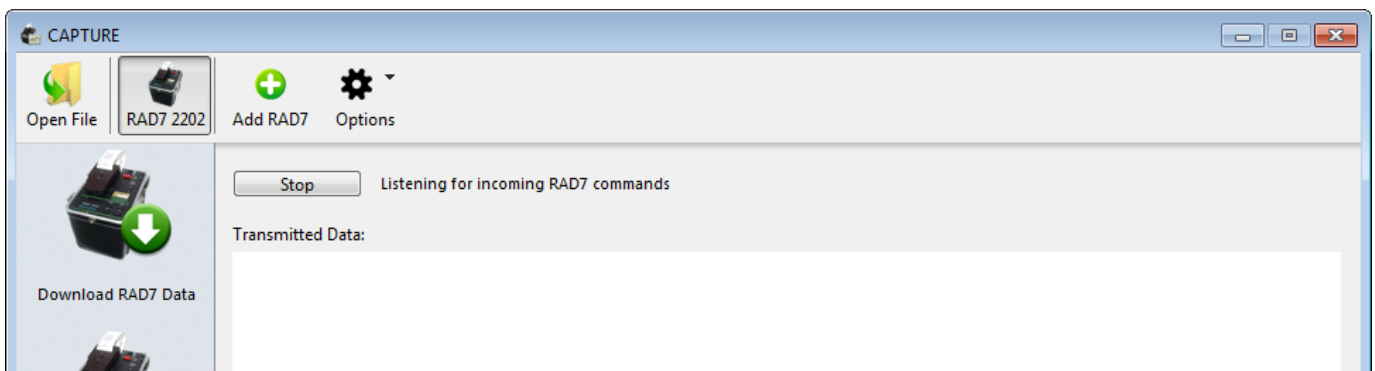 CAPTURE
Open File
RAD7 2202
Add RAD7
Options
Stop
Listening for incoming RAD7 commands
Transmitted Data:
Download RAD7 Data